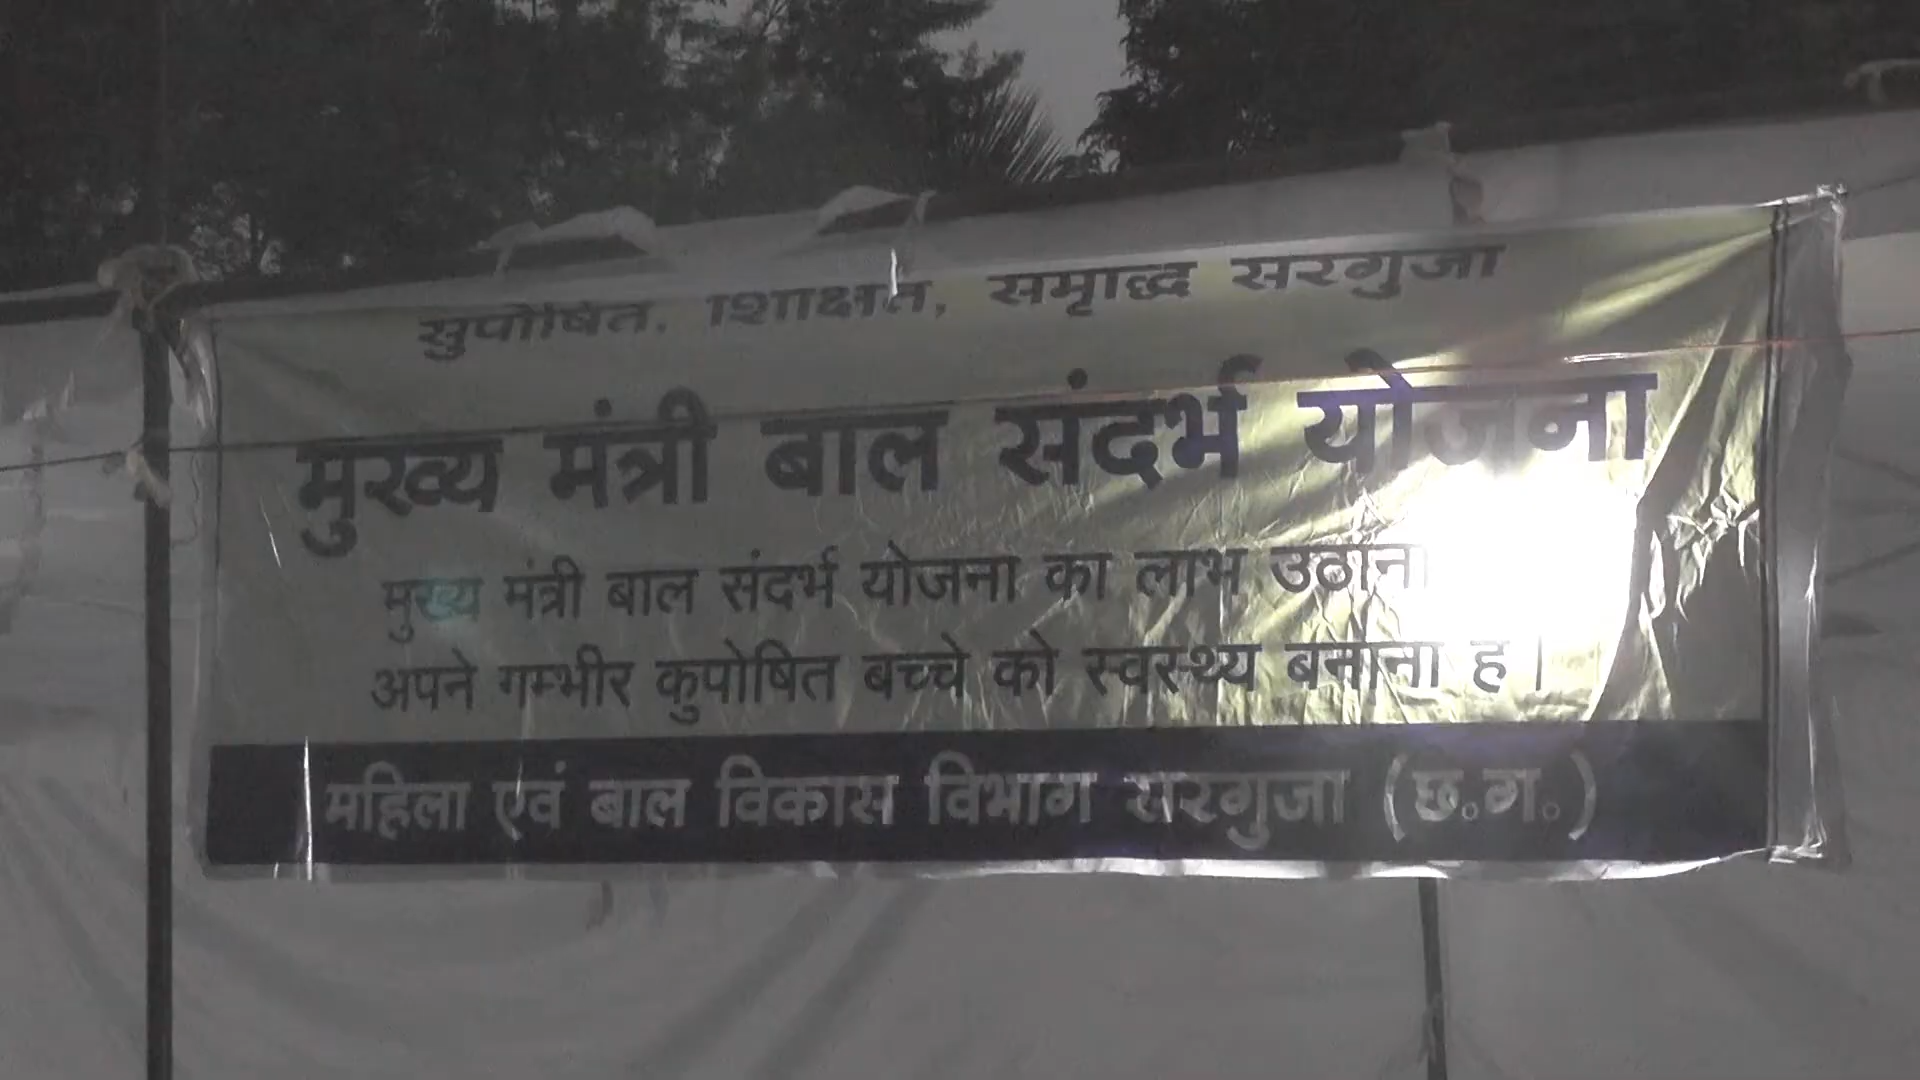 सुपोषित, शिक्षित, समृद्ध सरगुजा
मुख्य मंत्री बाल संदर्भ योजना
मुख्य मंत्री बाल संदर्भ योजना का लाभ उठाना
अपने गम्भीर कुपोषित बच्चे को स्वस्थ्य बनाना है।
महिला एवं बाल विकास विभाग सरगुजा (छ.ग.)